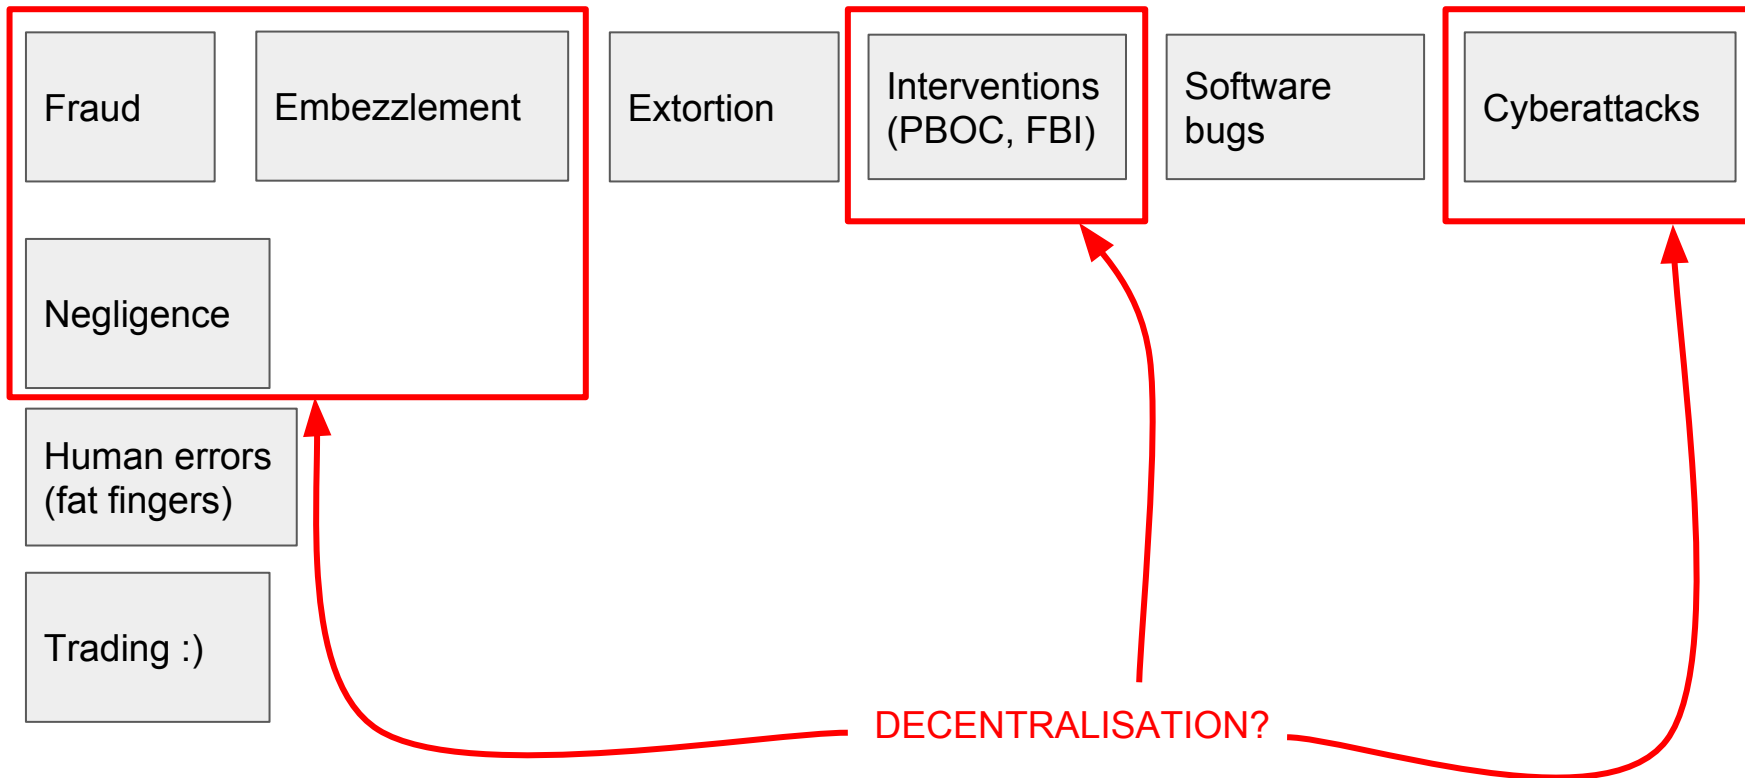 Fraud
Embezzlement
Extortion
Interventions
(PBOC, FBI)
Software
bugs
Cyberattacks
Negligence
Human errors
(fat fingers)
Trading :)
DECENTRALISATION?